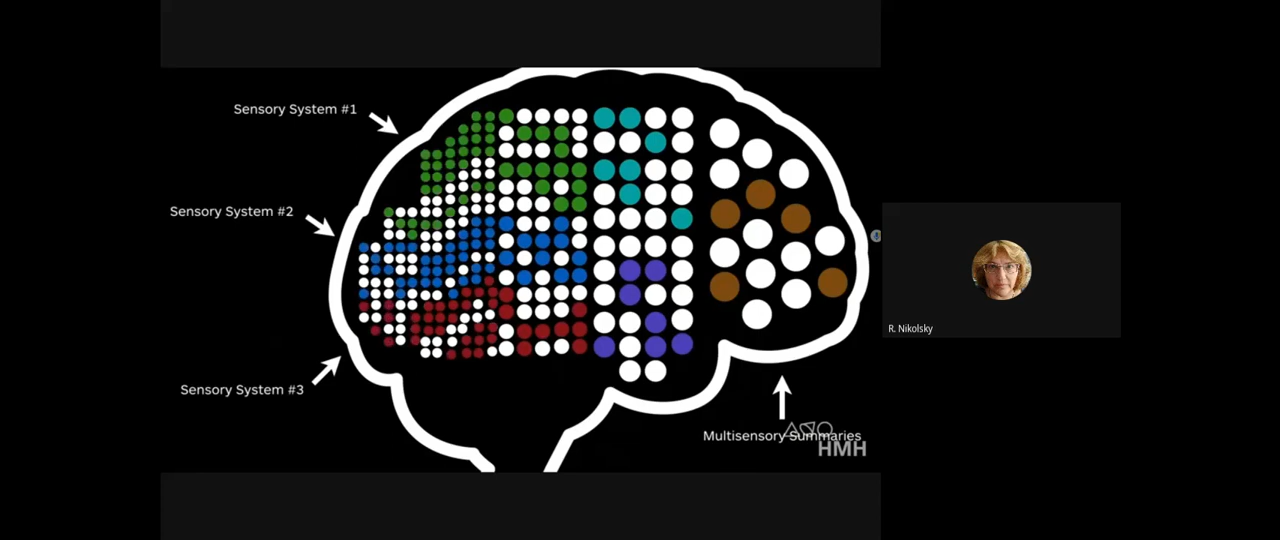 Sensory System #1
Sensory System #2
Sensory System #3
Multisensory Summaries
HMH
R. Nikolsky